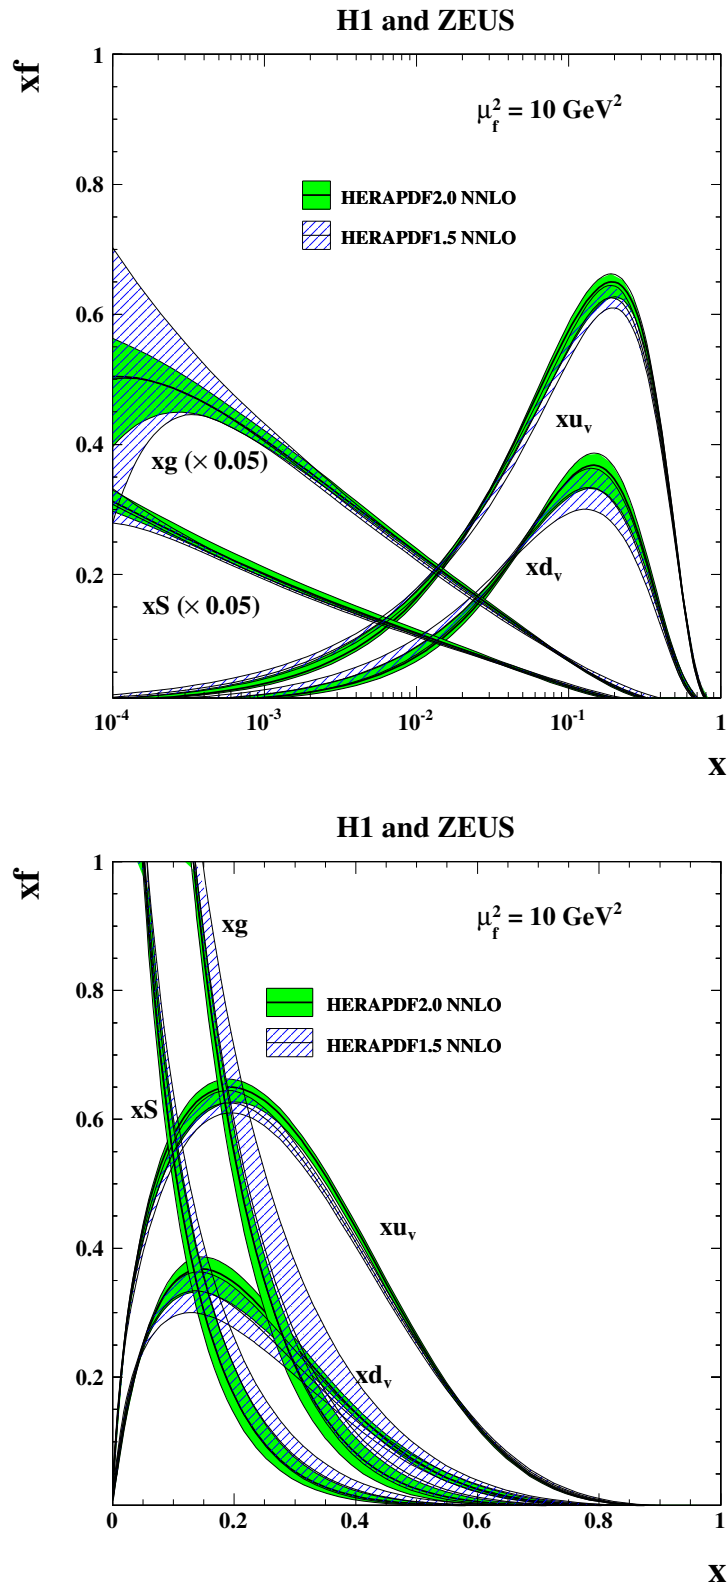 H1 and ZEUS
xf
1
μ_f^2 = 10 GeV^2
0.8
HERAPDF2.0 NNLO
HERAPDF1.5 NNLO
0.6
xu_v
0.4
xg (× 0.05)
xd_v
xS (× 0.05)
0.2
10^-4 10^-3 10^-2 10^-1 1
x
H1 and ZEUS
xf
1
μ_f^2 = 10 GeV^2
xg
0.8
HERAPDF2.0 NNLO
HERAPDF1.5 NNLO
0.6
xS
xu_v
0.4
xd_v
0.2
0 0.2 0.4 0.6 0.8 1
x